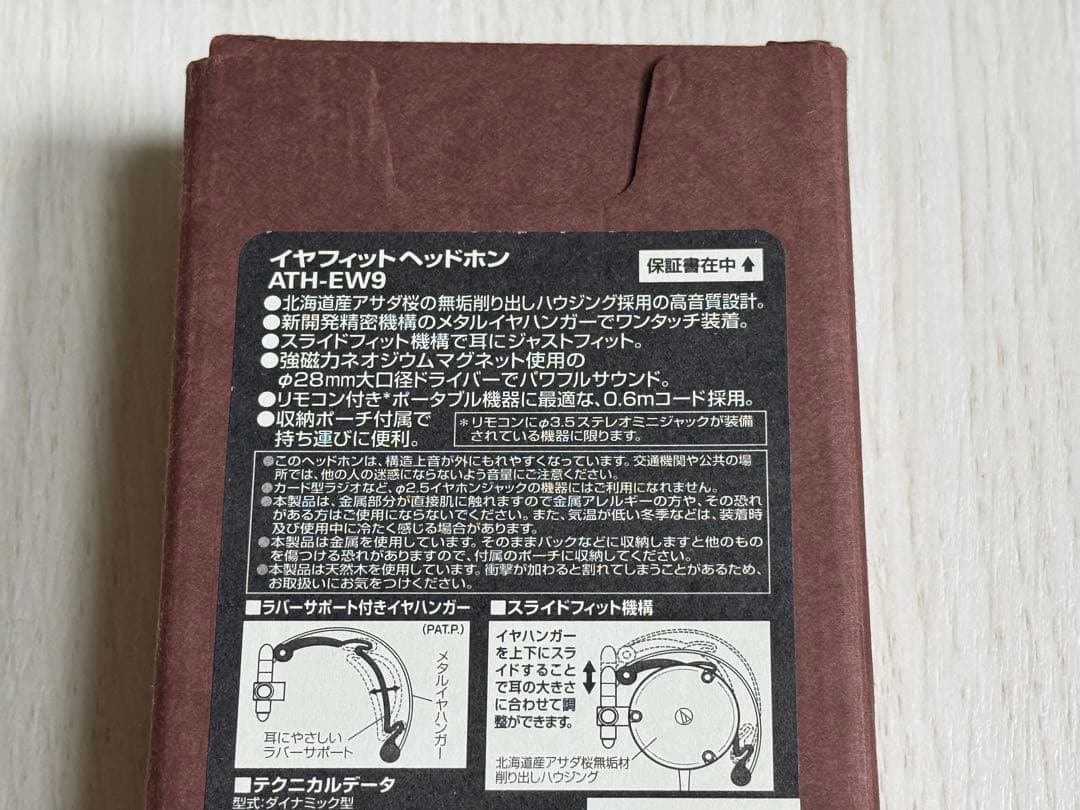 イヤフィットヘッドホン
ATH-EW9
保証書在中↑
●北海道産アサダ桜の無垢削り出しハウジング採用の高音質設計。
●新開発精密機構のメタルイヤハンガーでワンタッチ装着。
●スライドフィット機構で耳にジャストフィット。
●強磁力ネオジウムマグネット使用の
φ28mm大口径ドライバーでパワフルサウンド。
●リモコン付き*ポータブル機器に最適な、0.6mコード採用。
●収納ポーチ付属で
持ち運びに便利。
*リモコンにφ3.5ステレオミニジャックが装備
されている機器に限ります。
●このヘッドホンは、構造上音が外にもれやすくなっています。交通機関や公共の場
所では、他の人の迷惑にならないよう音量にご注意ください。
●カード型ラジオなど、φ2.5イヤホンジャックの機器にはご利用になれません。
●本製品は、金属部分が直接肌に触れますので金属アレルギーの方や、その恐れ
がある方はご使用にならないでください。また、気温が低い冬季などは、装着時
及び使用中に冷たく感じる場合があります。
●本製品は金属を使用しています。そのままバックなどに収納しますと他のもの
を傷つける恐れがありますので、付属のポーチに収納してください。
●本製品は天然木を使用しています。衝撃が加わると割れてしまうことがあるため、
お取扱いにお気をつけください。
■ラバーサポート付きイヤハンガー
(PAT.P.)
メタルイヤハンガー
耳にやさしい
ラバーサポート
■スライドフィット機構
イヤハンガー
を上下にスラ
イドすること
で耳の大きさ
に合わせて調
整ができます。
北海道産アサダ桜無垢材
削り出しハウジング
■テクニカルデータ
型式:ダイナミック型